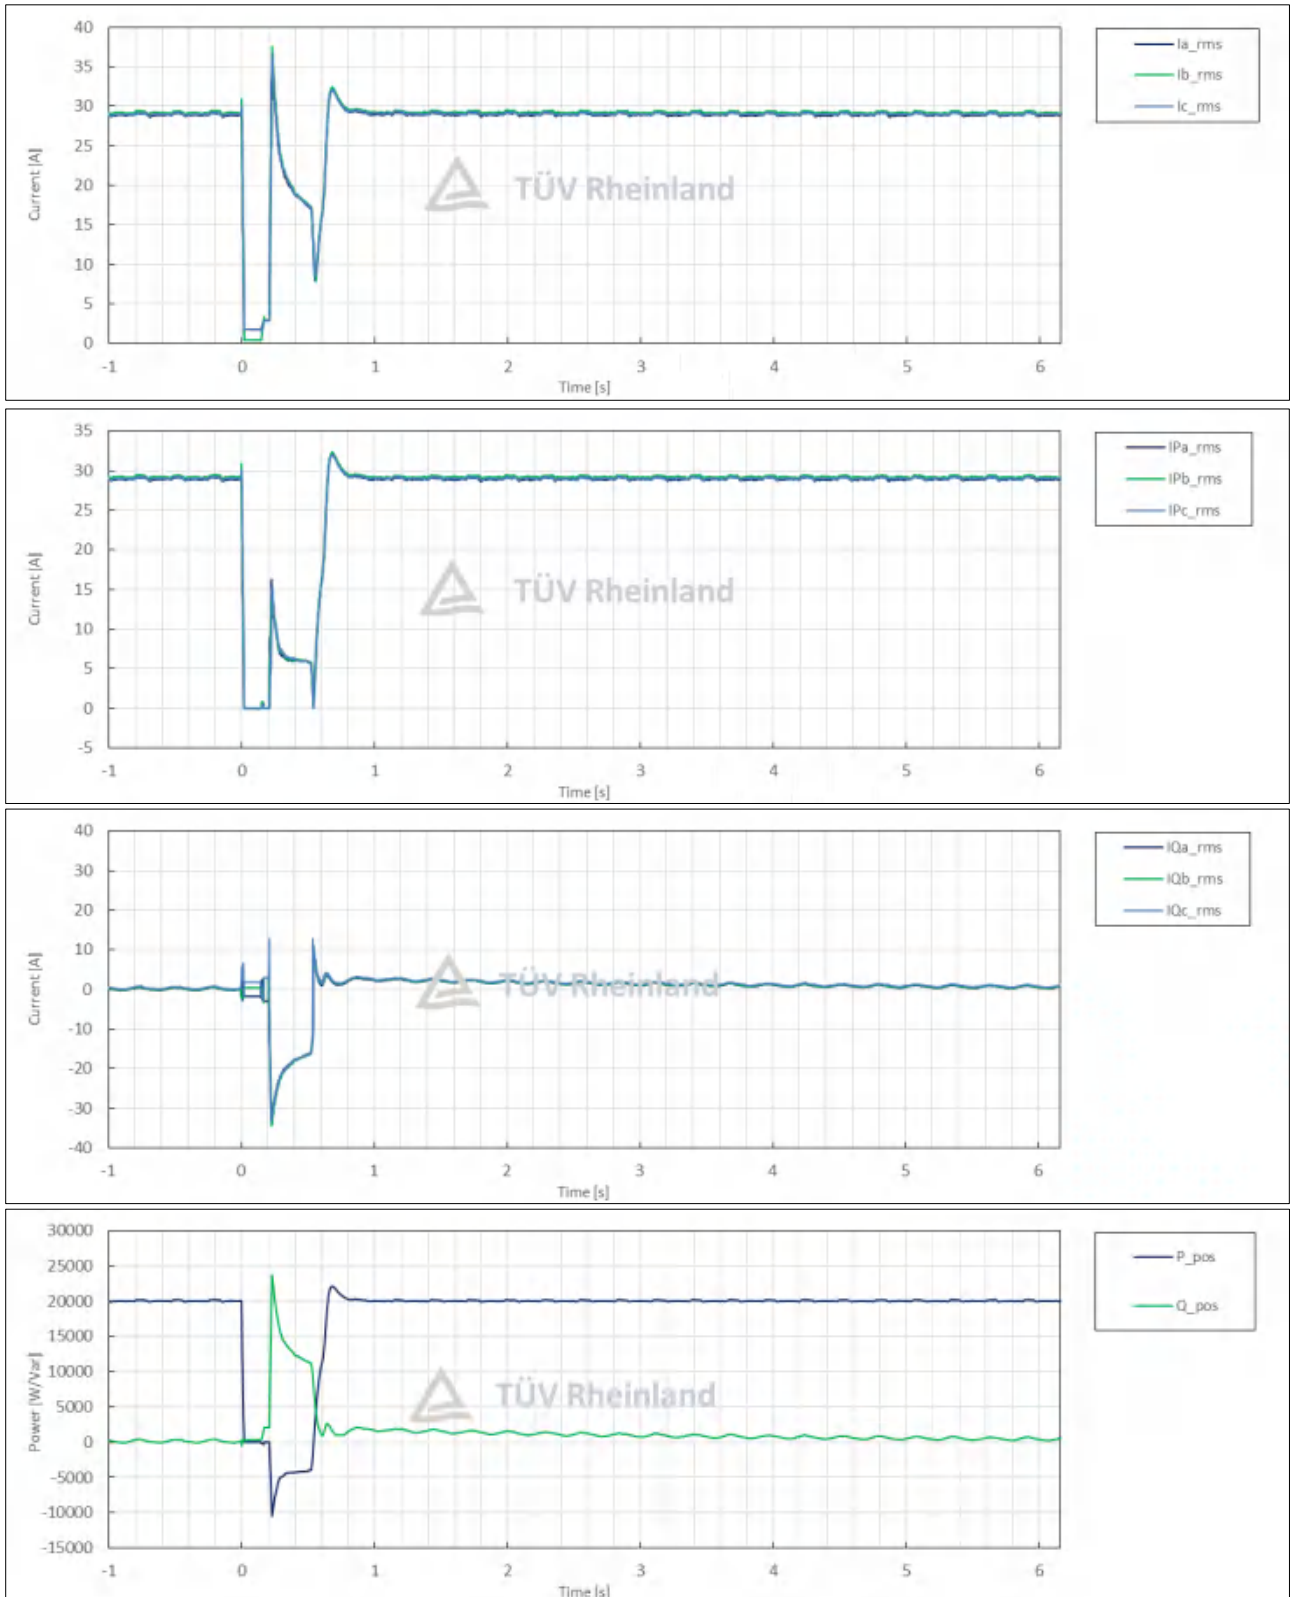 40
35
30
25
20
15
10
5
0
Current [A]
-1 0 1 2 3 4 5 6
Time [s]
Ia_rms
Ib_rms
Ic_rms
TÜV Rheinland
35
30
25
20
15
10
5
0
-5
Current [A]
-1 0 1 2 3 4 5 6
Time [s]
IPa_rms
IPb_rms
IPc_rms
TÜV Rheinland
40
30
20
10
0
-10
-20
-30
-40
Current [A]
-1 0 1 2 3 4 5 6
Time [s]
IQa_rms
IQb_rms
IQc_rms
TÜV Rheinland
30000
25000
20000
15000
10000
5000
0
-5000
-10000
-15000
Power [W/Var]
-1 0 1 2 3 4 5 6
Time [s]
P_pos
Q_pos
TÜV Rheinland